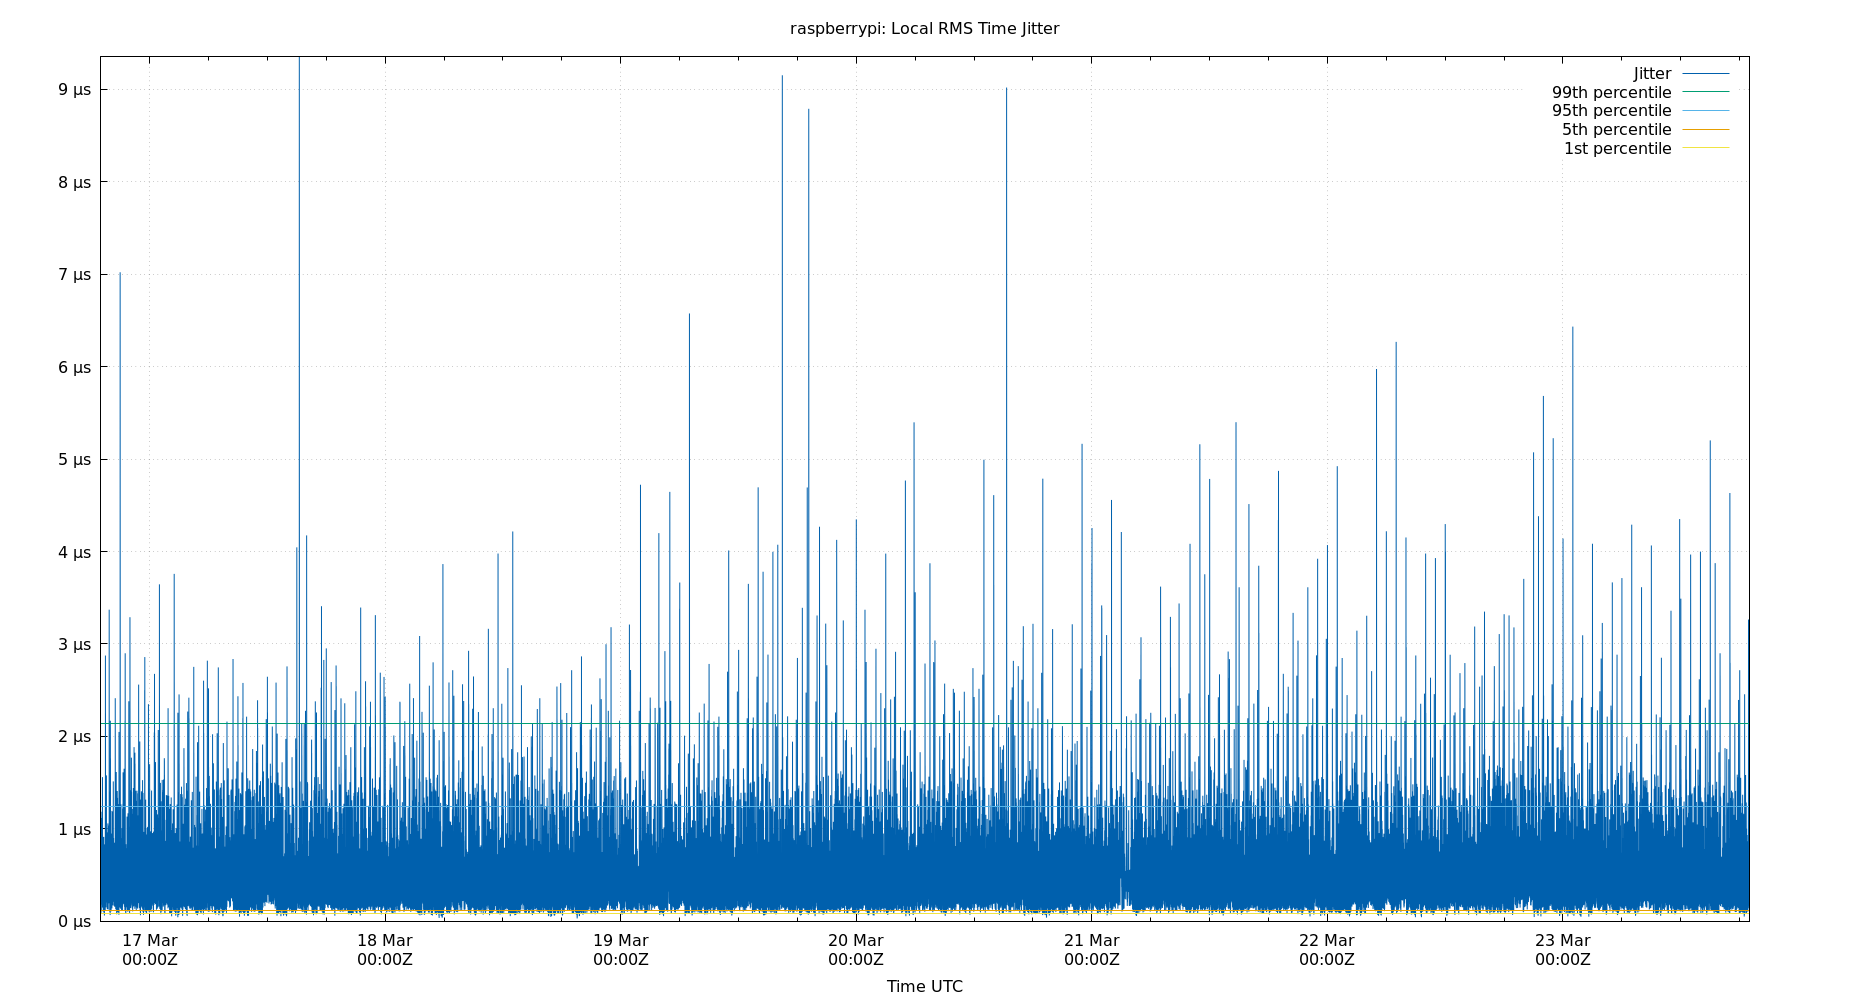 raspberrypi: Local RMS Time Jitter
Jitter
99th percentile
95th percentile
5th percentile
1st percentile
9 µs
8 µs
7 µs
6 µs
5 µs
4 µs
3 µs
2 µs
1 µs
0 µs
17 Mar 18 Mar 19 Mar 20 Mar 21 Mar 22 Mar 23 Mar
00:00Z 00:00Z 00:00Z 00:00Z 00:00Z 00:00Z 00:00Z
Time UTC